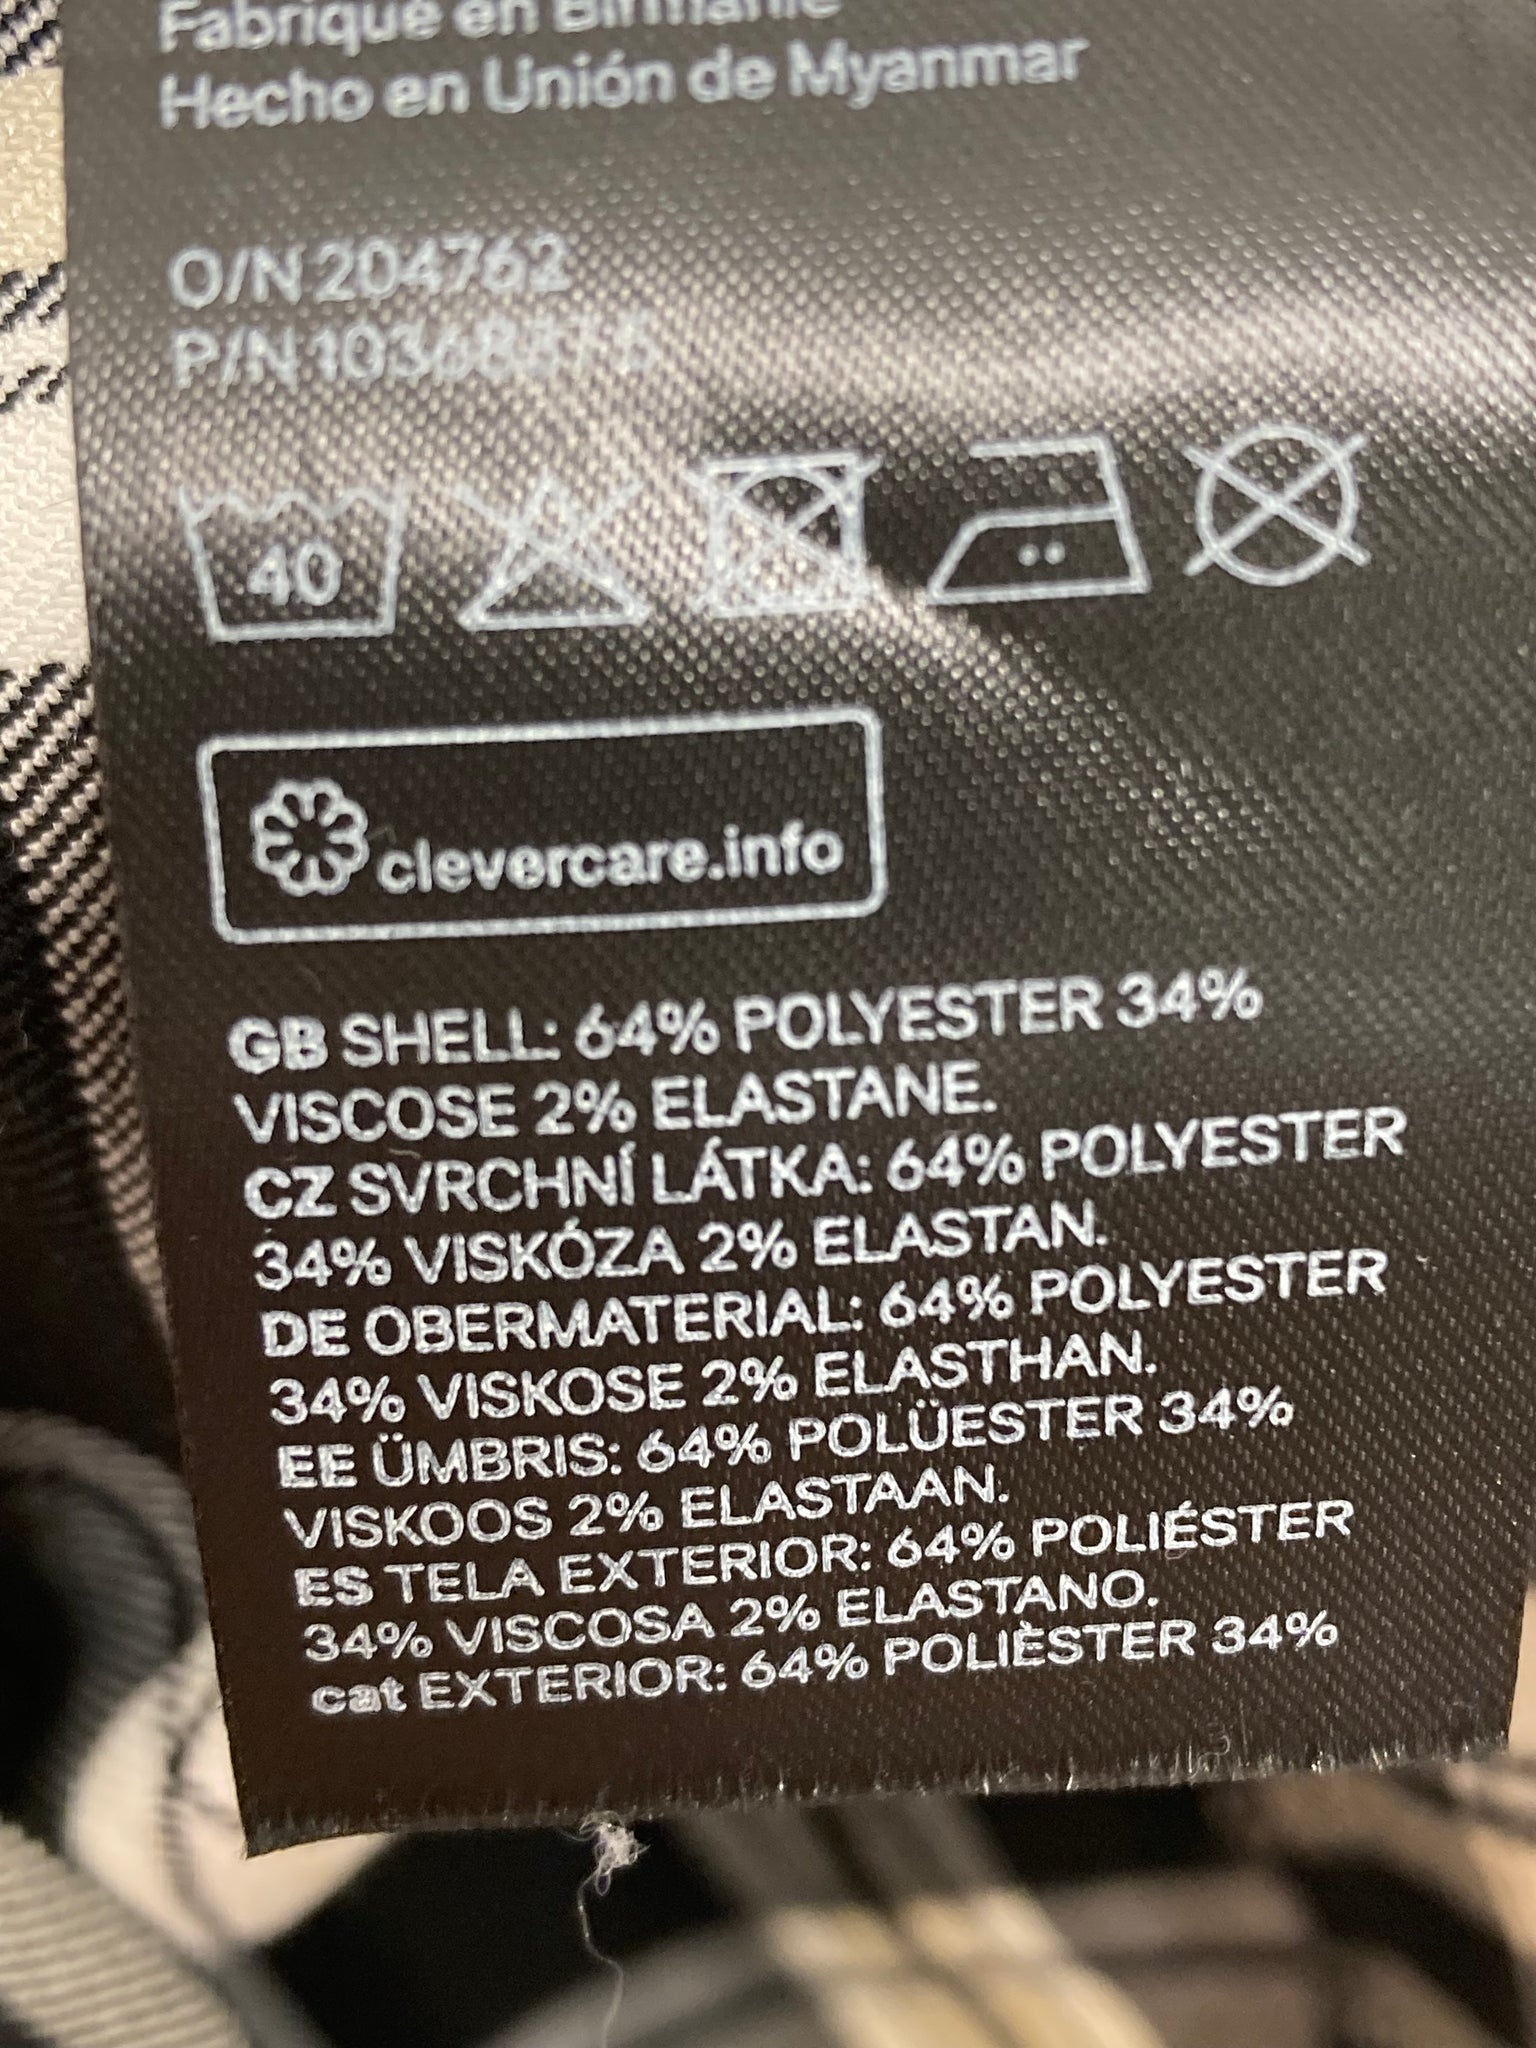 Fabriqué en Birmanie
Hecho en Unión de Myanmar
O/N 204762
P/N
40
clevercare.info
GB SHELL: 64% POLYESTER 34%
VISCOSE 2% ELASTANE.
CZ SVRCHNÍ LÁTKA: 64% POLYESTER
34% VISKÓZA 2% ELASTAN.
DE OBERMATERIAL: 64% POLYESTER
34% VISKOSE 2% ELASTHAN.
EE ÜMBRIS: 64% POLÜESTER 34%
VISKOOS 2% ELASTAAN.
ES TELA EXTERIOR: 64% POLIÉSTER
34% VISCOSA 2% ELASTANO.
cat EXTERIOR: 64% POLIÈSTER 34%